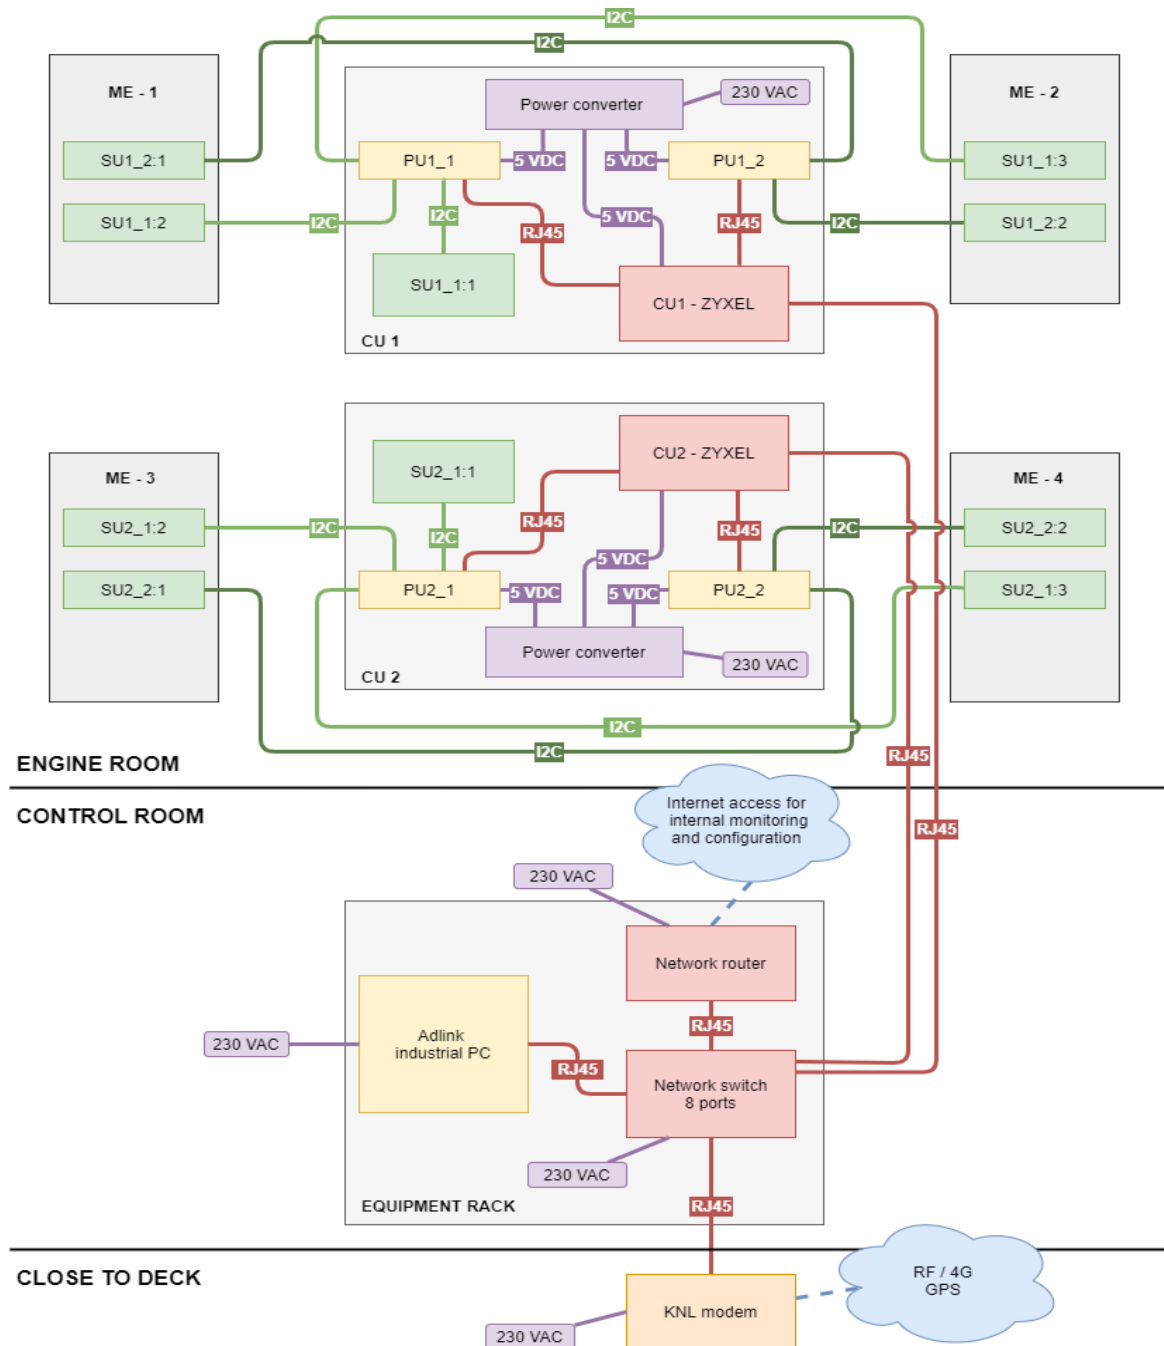 I2C
I2C
ME - 1
ME - 2
Power converter
230 VAC
SU1_2:1
PU1_1
5 VDC
5 VDC
PU1_2
SU1_1:3
SU1_1:2
I2C
I2C
RJ45
5 VDC
RJ45
I2C
SU1_2:2
SU1_1:1
CU1 - ZYXEL
CU 1
ME - 3
SU2_1:1
CU2 - ZYXEL
ME - 4
SU2_1:2
I2C
I2C
RJ45
RJ45
I2C
SU2_2:2
5 VDC
SU2_2:1
PU2_1
5 VDC
5 VDC
PU2_2
SU2_1:3
Power converter
230 VAC
CU 2
I2C
I2C
RJ45
ENGINE ROOM
CONTROL ROOM
Internet access for
internal monitoring
and configuration
RJ45
230 VAC
Network router
RJ45
Adlink
industrial PC
230 VAC
RJ45
Network switch
8 ports
230 VAC
EQUIPMENT RACK
RJ45
CLOSE TO DECK
RF / 4G
GPS
KNL modem
230 VAC